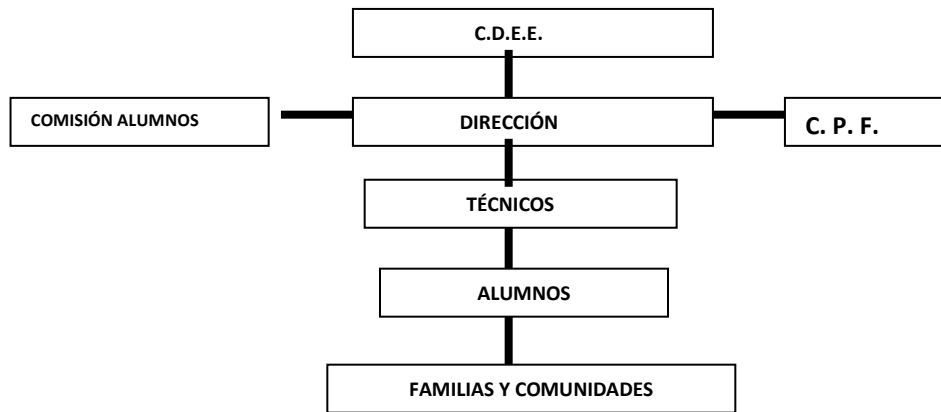 C.D.E.E.
COMISIÓN ALUMNOS
DIRECCIÓN
C. P. F.
TÉCNICOS
ALUMNOS
FAMILIAS Y COMUNIDADES